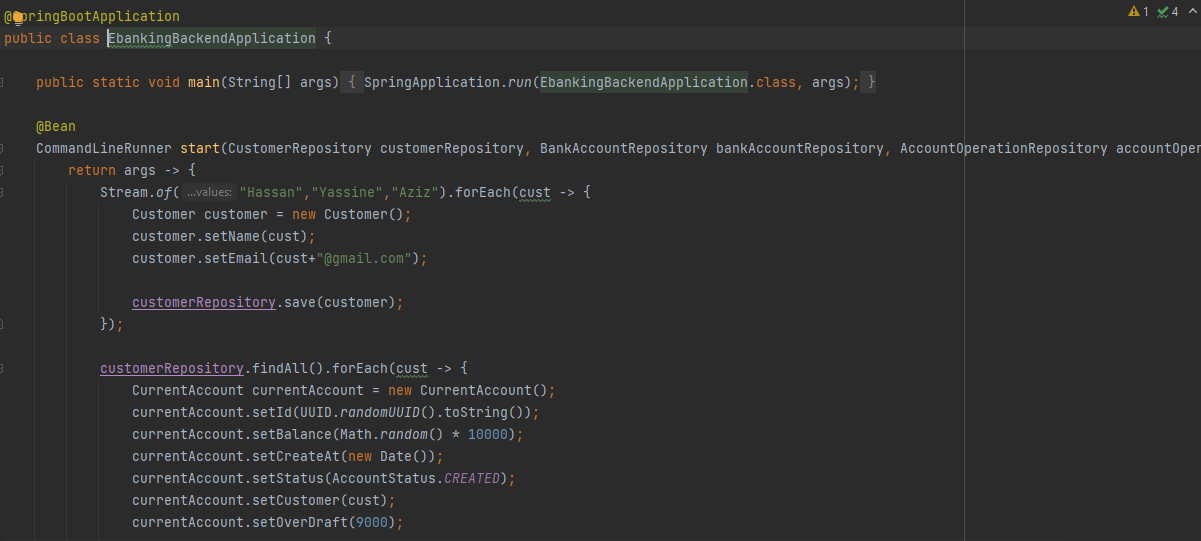 @SpringBootApplication
1 4
public class EbankingBackendApplication {
public static void main(String[] args) { SpringApplication.run(EbankingBackendApplication.class, args); }
@Bean
CommandLineRunner start(CustomerRepository customerRepository, BankAccountRepository bankAccountRepository, AccountOperationRepository accountOper
return args -> {
Stream.of( ...values: "Hassan","Yassine","Aziz").forEach(cust -> {
Customer customer = new Customer();
customer.setName(cust);
customer.setEmail(cust+"@gmail.com");
customerRepository.save(customer);
});
customerRepository.findAll().forEach(cust -> {
CurrentAccount currentAccount = new CurrentAccount();
currentAccount.setId(UUID.randomUUID().toString());
currentAccount.setBalance(Math.random() * 10000);
currentAccount.setCreateAt(new Date());
currentAccount.setStatus(AccountStatus.CREATED);
currentAccount.setCustomer(cust);
currentAccount.setOverDraft(9000);